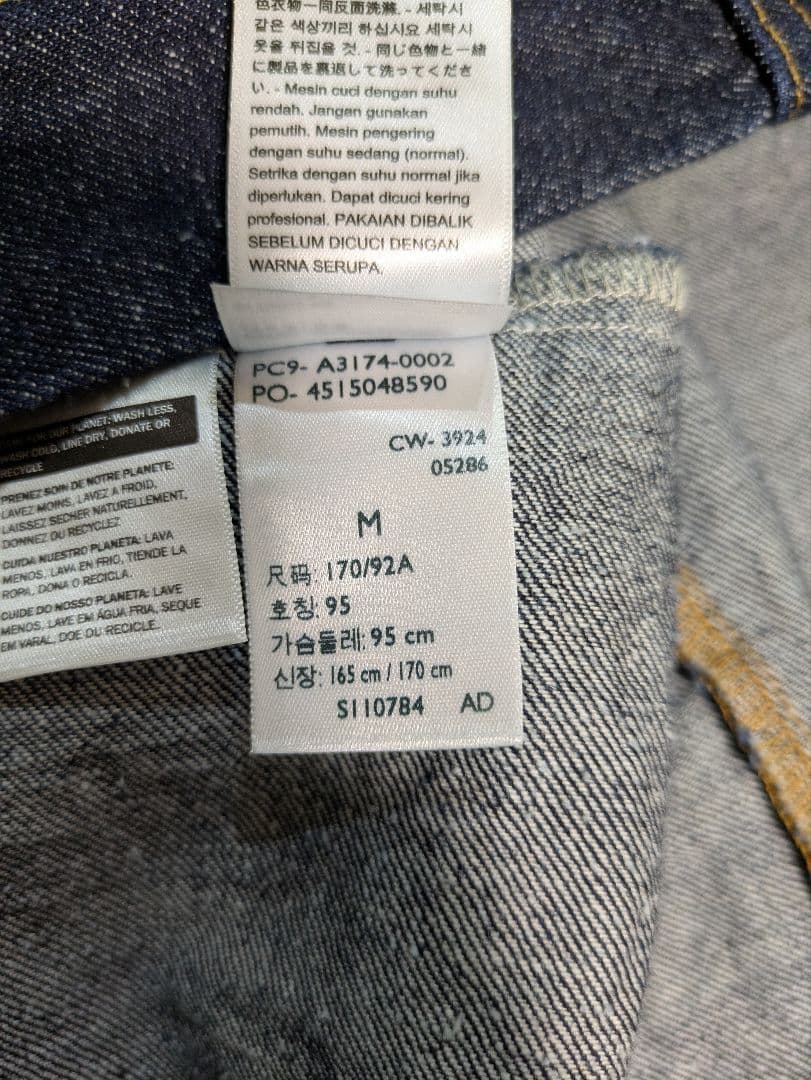 色衣物一同反面洗滌. - 세탁시
같은 색상끼리 하십시요 세탁시
옷을 뒤집을 것. - 同じ色物と一緒
に製品を裏返して洗ってくださ
い. - Mesin cuci dengan suhu
rendah. Jangan gunakan
pemutih. Mesin pengering
dengan suhu sedang (normal).
Setrika dengan suhu normal jika
diperlukan. Dapat dicuci kering
profesional. PAKAIAN DIBALIK
SEBELUM DICUCI DENGAN
WARNA SERUPA.
PC9- A3174-0002
PO- 4515048590
CW- 3924
05286
M
尺码: 170/92A
호칭: 95
가슴둘레: 95 cm
신장: 165 cm / 170 cm
S110784 AD
FOR OUR PLANET: WASH LESS,
WASH COLD, LINE DRY, DONATE OR
RECYCLE
PRENEZ SOIN DE NOTRE PLANETE:
LAVEZ MOINS, LAVEZ A FROID,
LAISSEZ SECHER NATURELLEMENT,
DONNEZ OU RECYCLEZ
CUIDA NUESTRO PLANETA: LAVA
MENOS, LAVA EN FRIO, TIENDE LA
ROPA, DONA O RECICLA.
CUIDE DO NOSSO PLANETA: LAVE
MENOS, LAVE EM ÁGUA FRIA, SEQUE
EM VARAL, DOE OU RECICLE.